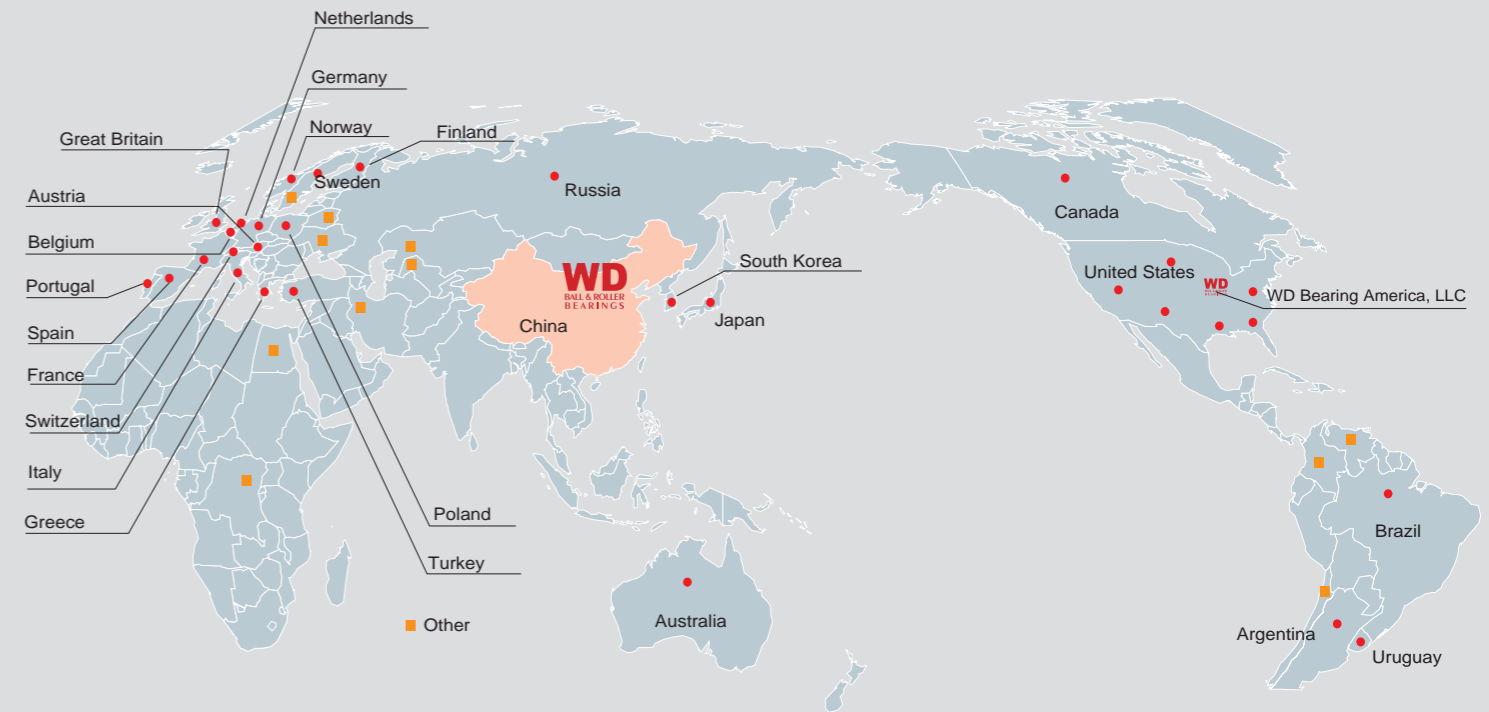 Netherlands
Germany
Great Britain
Norway
Finland
Sweden
Russia
Austria
Belgium
Portugal
Spain
France
Switzerland
Italy
Greece
Poland
Turkey
WD
BALL & ROLLER
BEARINGS
China
South Korea
Japan
Canada
United States
WD
WD Bearing America, LLC
Australia
Brazil
Argentina
Uruguay
Other